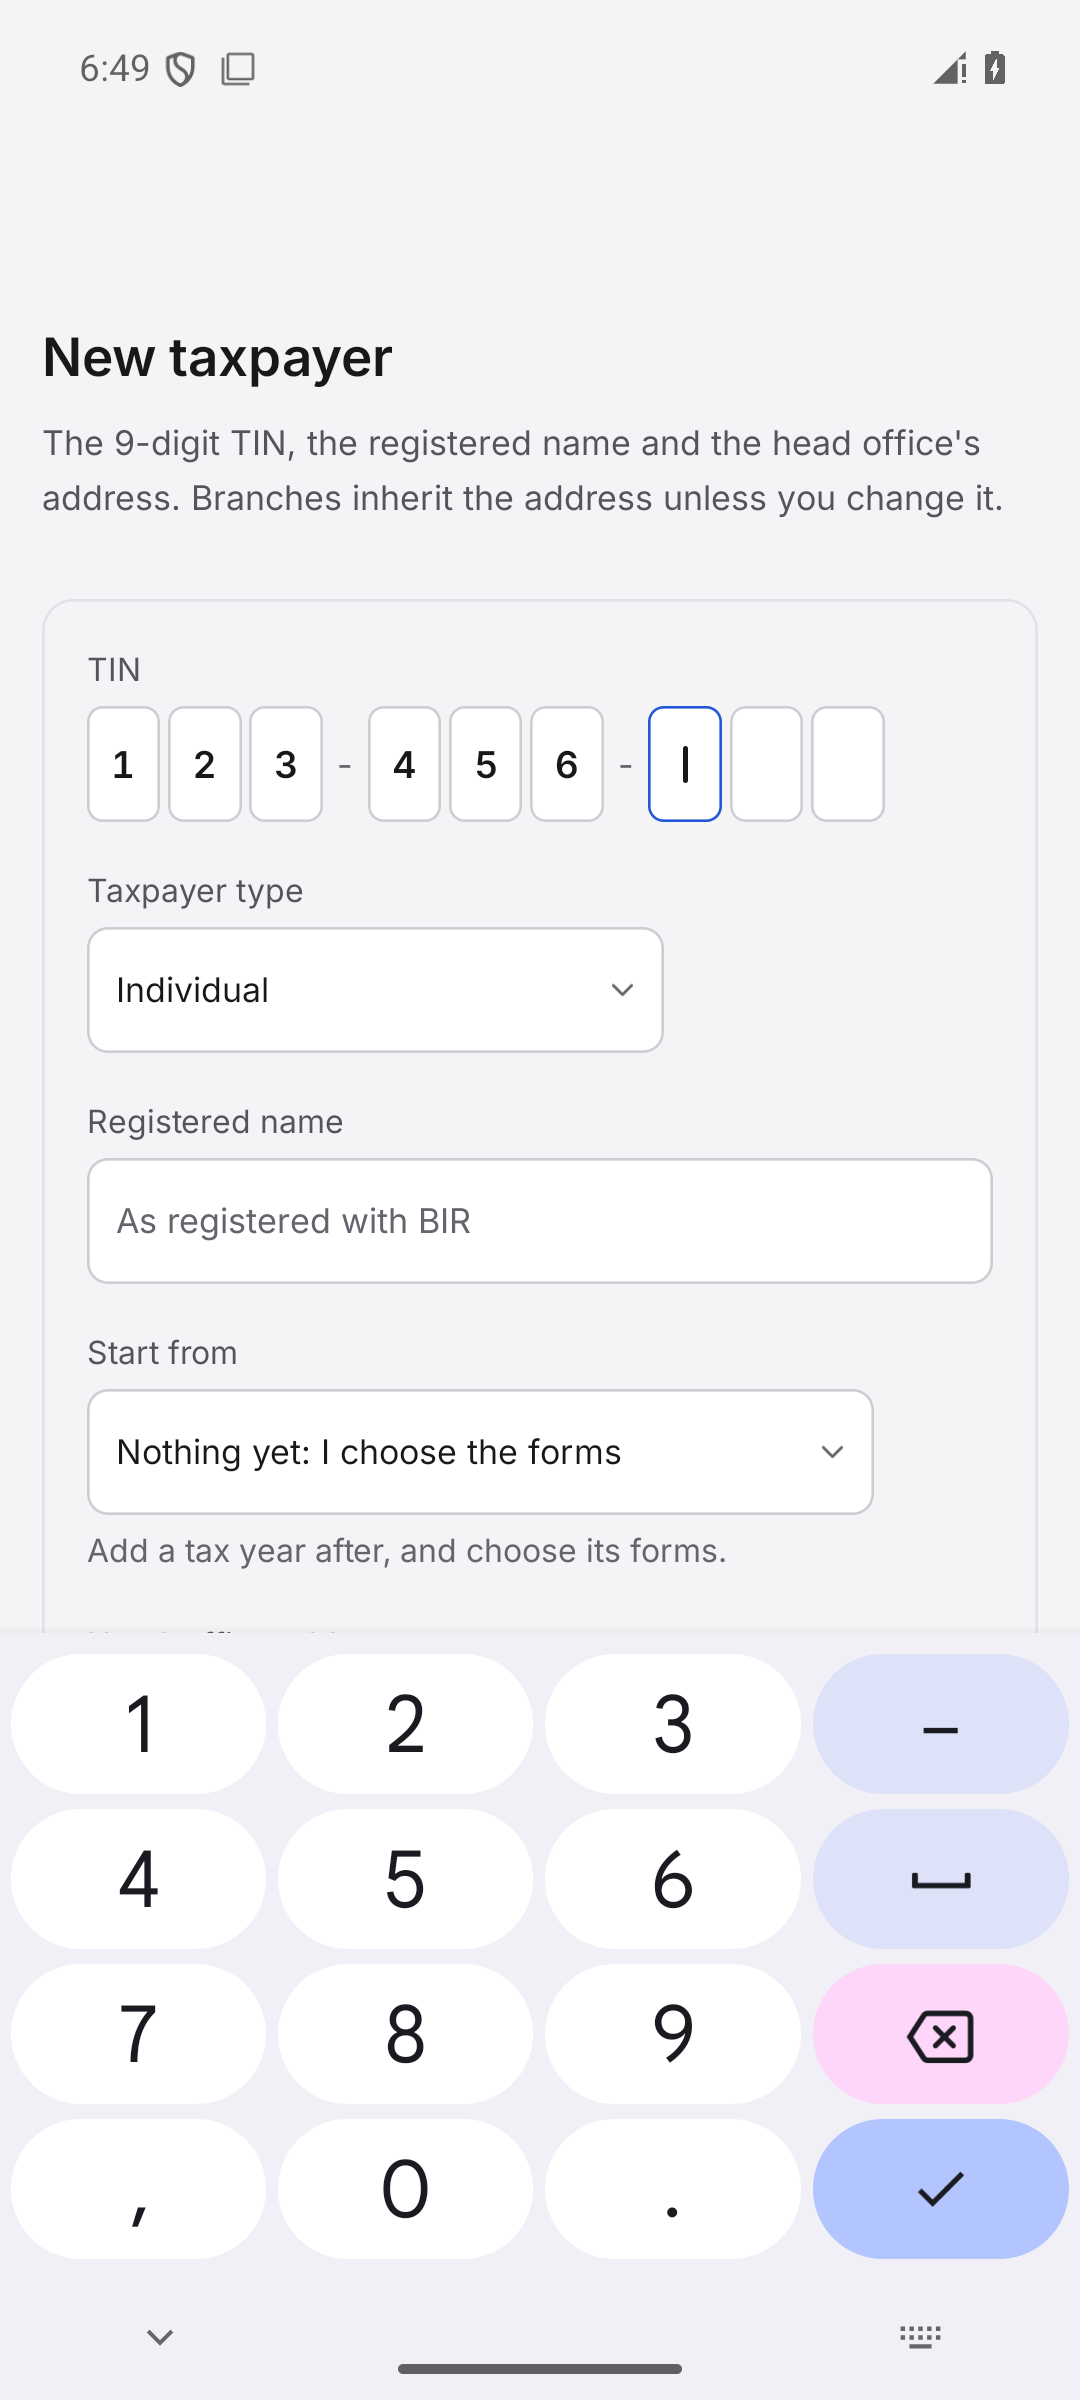 6:49
New taxpayer
The 9-digit TIN, the registered name and the head office's
address. Branches inherit the address unless you change it.
TIN
1 2 3 - 4 5 6 -
Taxpayer type
Individual
Registered name
As registered with BIR
Start from
Nothing yet: I choose the forms
Add a tax year after, and choose its forms.
1 2 3 –
4 5 6
7 8 9
, 0 .